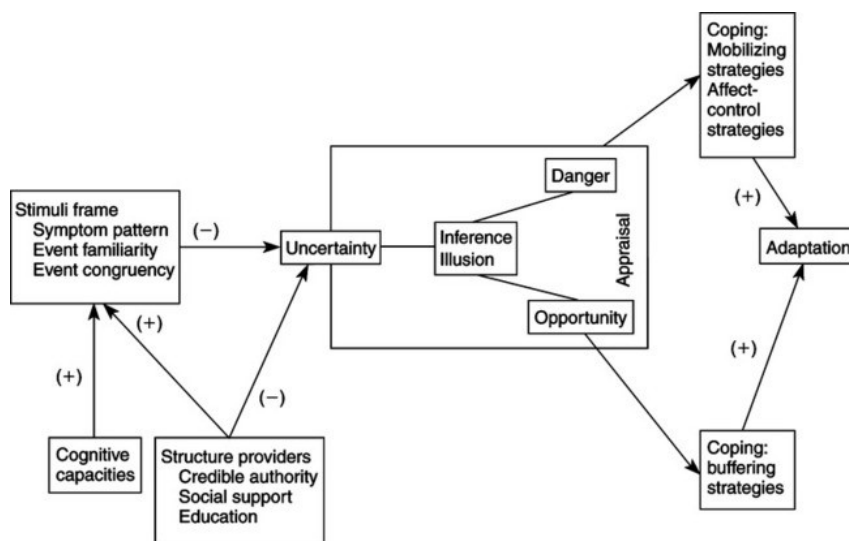 Stimuli frame
Symptom pattern
Event familiarity
Event congruency
(−)
(+)
(+)
Cognitive
capacities
Structure providers
Credible authority
Social support
Education
(−)
Uncertainty
Inference
Illusion
Danger
Opportunity
Appraisal
Coping:
Mobilizing
strategies
Affect-
control
strategies
(+)
Adaptation
(+)
Coping:
buffering
strategies